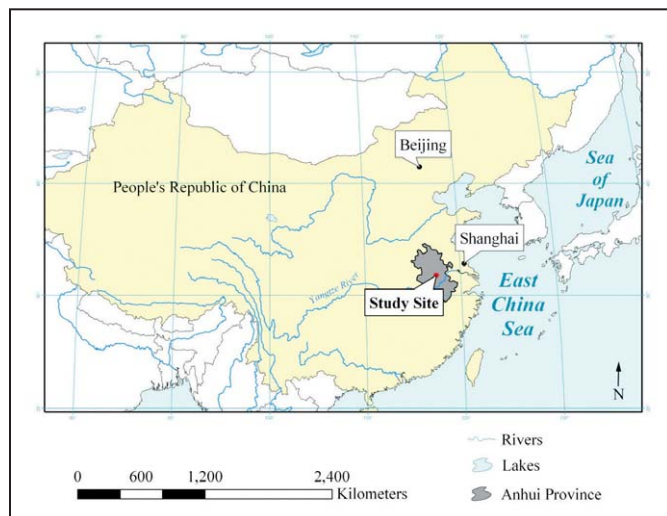 Beijing
People's Republic of China
Sea
of
Japan
Shanghai
Yangtze River
Study Site
East
China
Sea
N
Rivers
Lakes
Anhui Province
0 600 1,200 2,400
Kilometers